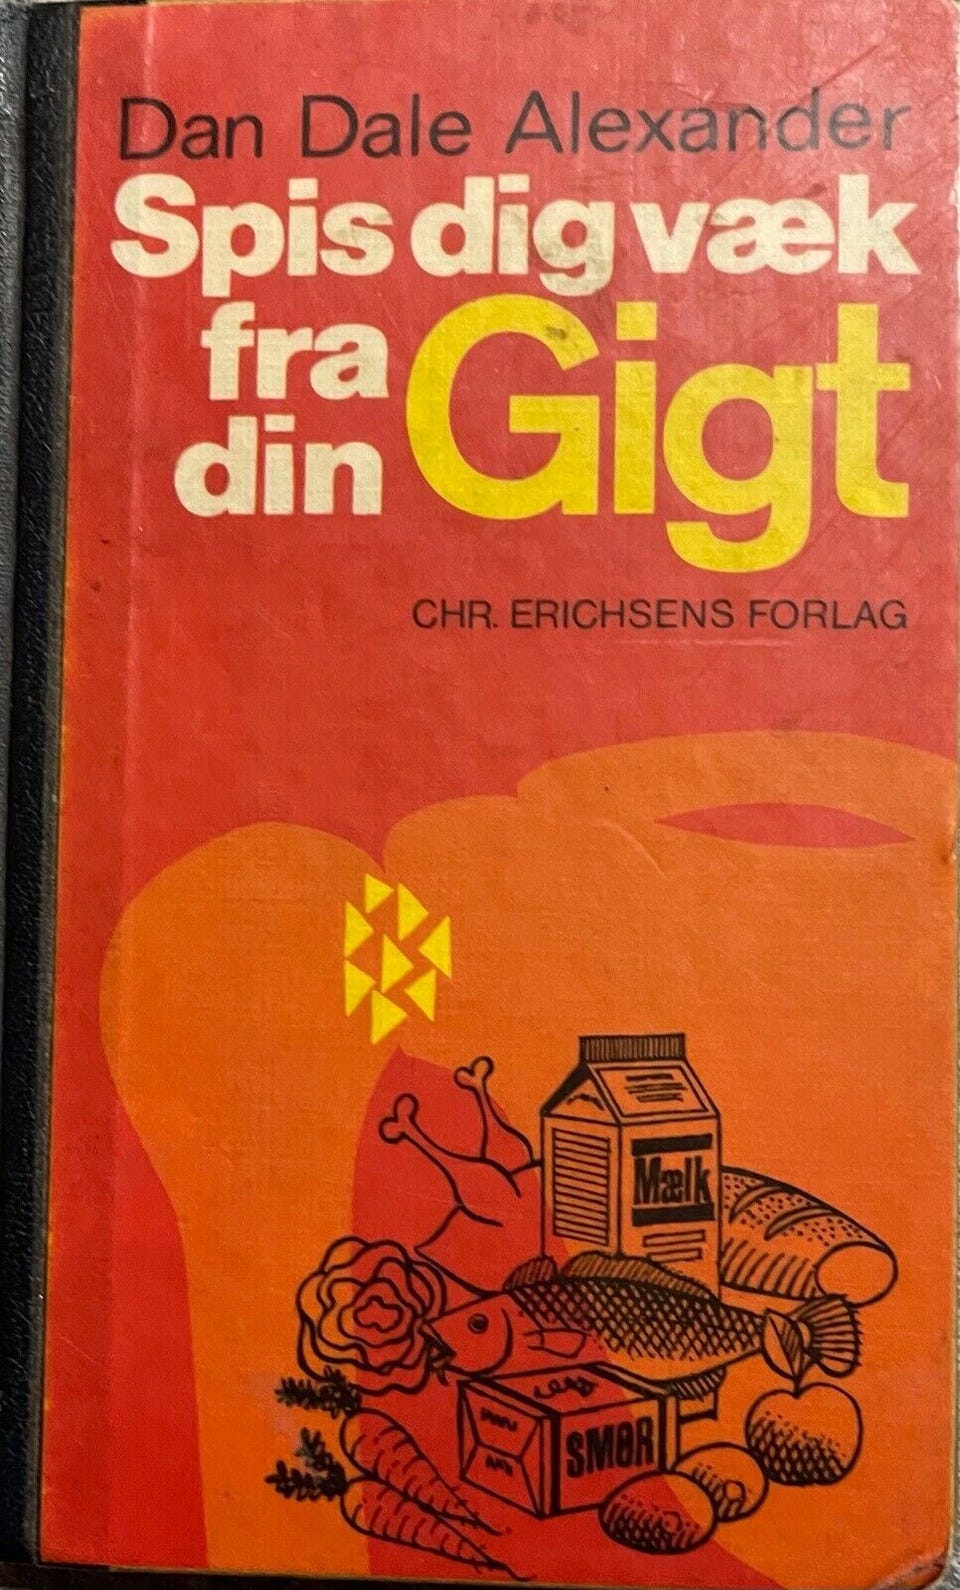 Dan Dale Alexander
Spis dig væk
fra
din Gigt
CHR. ERICHSENS FORLAG
Mælk
SMØR